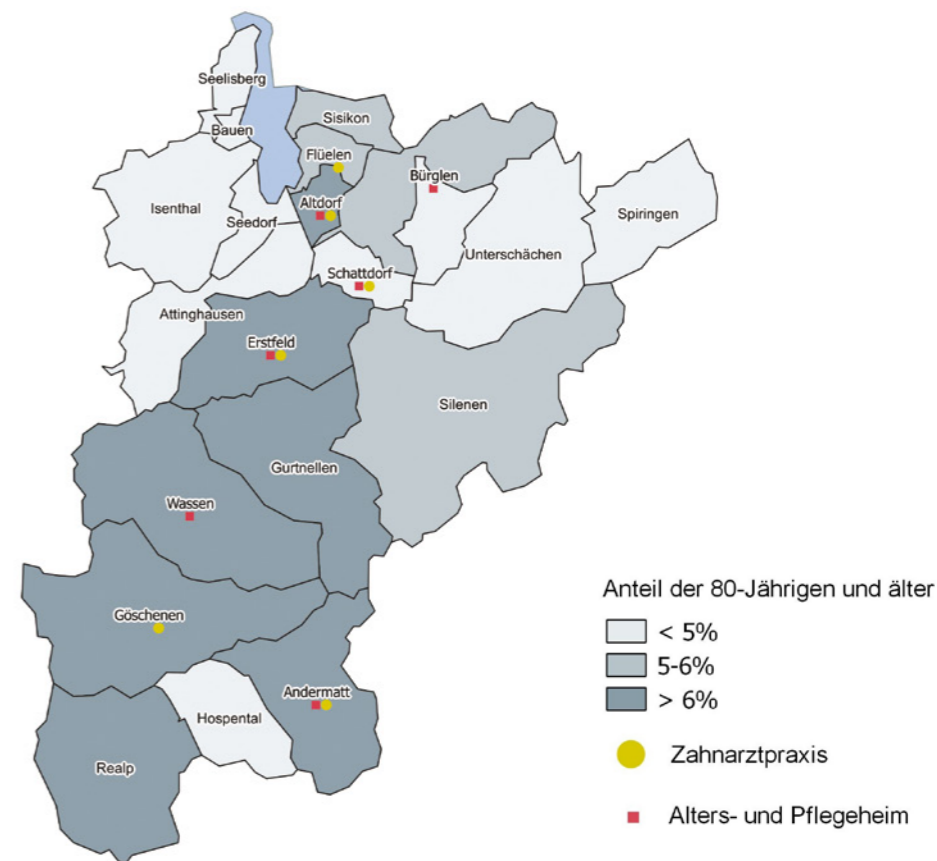 Seelisberg
Sisikon
Bauen
Flüelen
Bürglen
Isenthal
Altdorf
Seedorf
Spiringen
Unterschächen
Schattdorf
Attinghausen
Erstfeld
Silenen
Gurtnellen
Wassen
Göschenen
Andermatt
Hospental
Realp
Anteil der 80-Jährigen und älter
< 5%
5-6%
> 6%
Zahnarztpraxis
Alters- und Pflegeheim